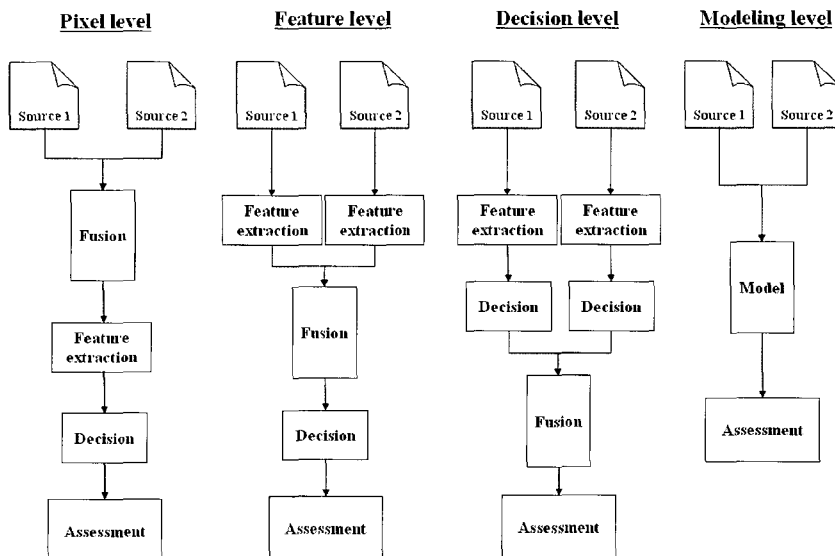 Pixel level
Feature level
Decision level
Modeling level
Source 1
Source 2
Source 1
Source 2
Source 1
Source 2
Source 1
Source 2
Fusion
Feature
extraction
Decision
Assessment
Feature
extraction
Feature
extraction
Fusion
Decision
Assessment
Feature
extraction
Feature
extraction
Decision
Decision
Fusion
Assessment
Model
Assessment